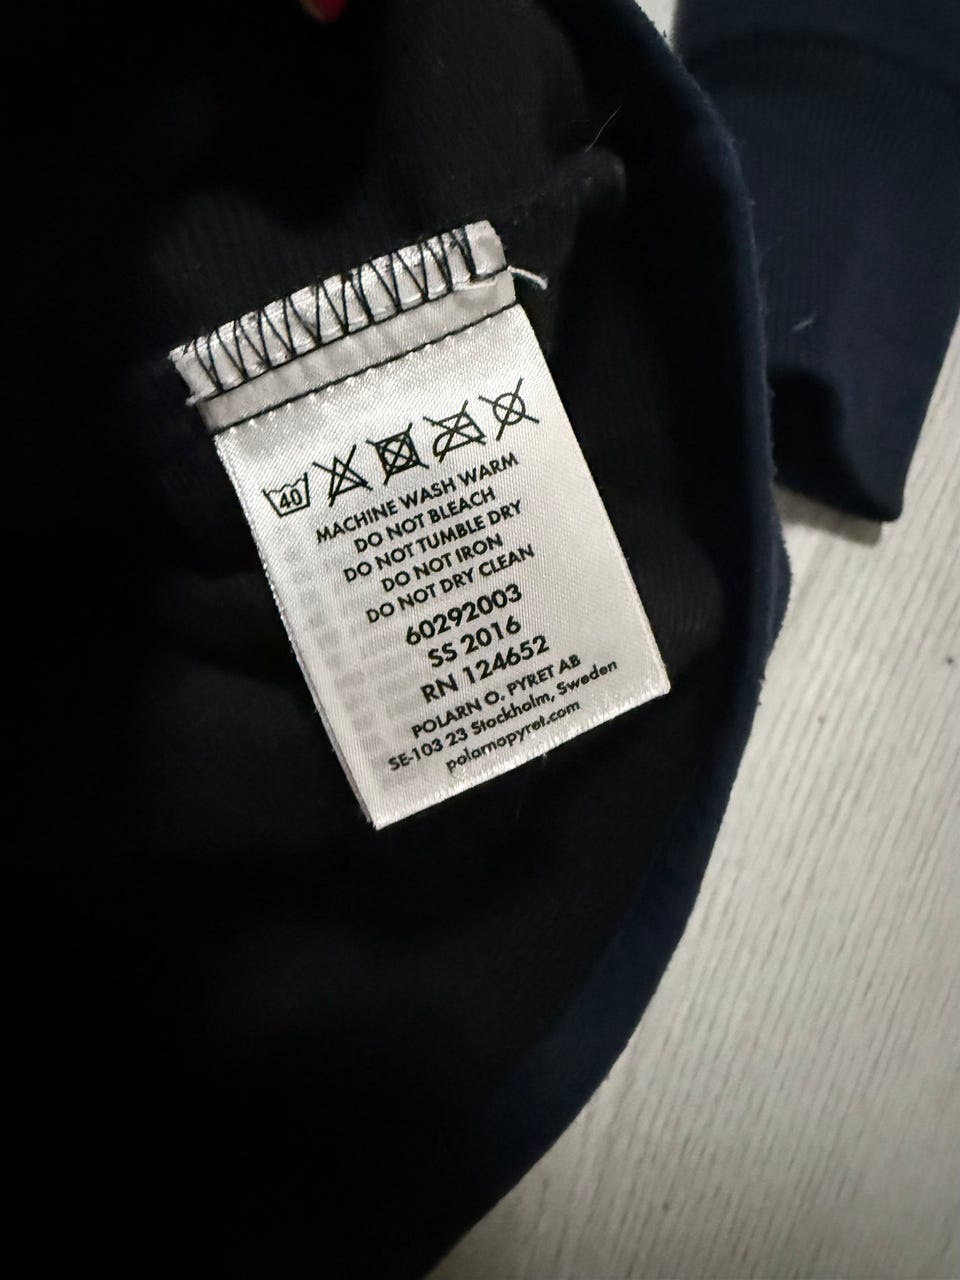 40
MACHINE WASH WARM
DO NOT BLEACH
DO NOT TUMBLE DRY
DO NOT IRON
DO NOT DRY CLEAN
60292003
SS 2016
RN 124652
POLARN O. PYRET AB
SE-103 23 Stockholm, Sweden
polarnopyret.com